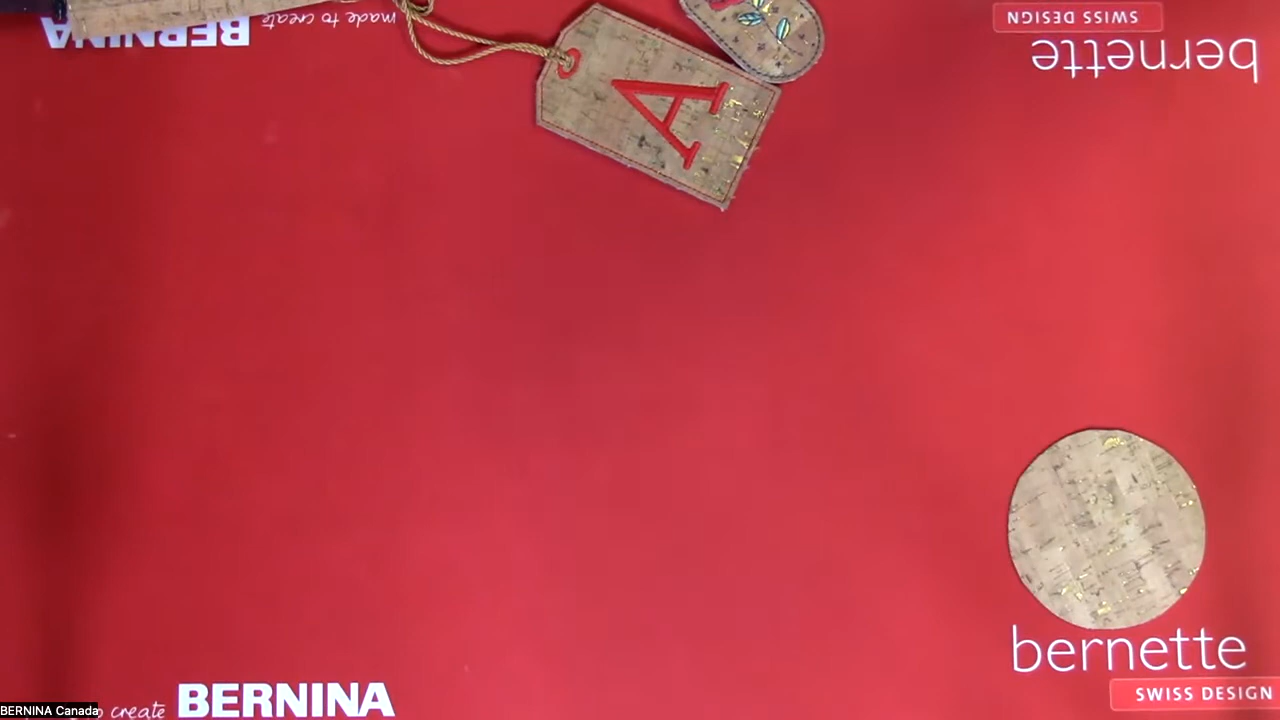 BERNINA made to create
SWISS DESIGN
bernette
A
bernette
SWISS DESIGN
create BERNINA
BERNINA Canada